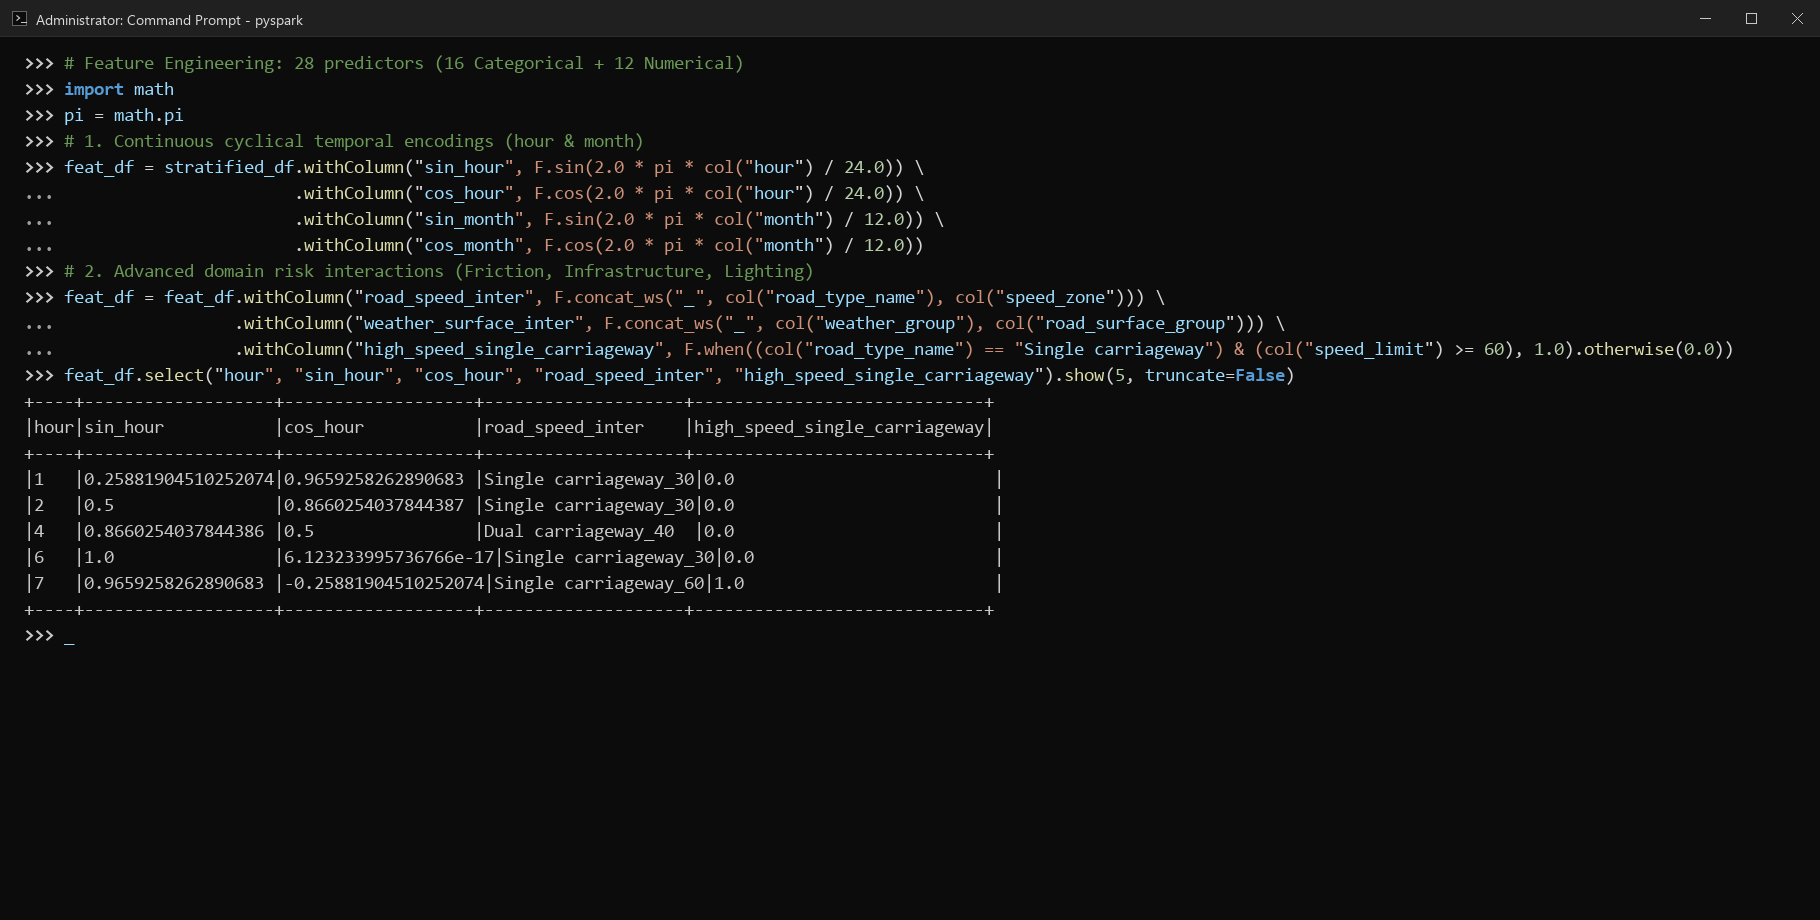 Administrator: Command Prompt - pyspark
>>> # Feature Engineering: 28 predictors (16 Categorical + 12 Numerical)
>>> import math
>>> pi = math.pi
>>> # 1. Continuous cyclical temporal encodings (hour & month)
>>> feat_df = stratified_df.withColumn("sin_hour", F.sin(2.0 * pi * col("hour") / 24.0)) \
...                        .withColumn("cos_hour", F.cos(2.0 * pi * col("hour") / 24.0)) \
...                        .withColumn("sin_month", F.sin(2.0 * pi * col("month") / 12.0)) \
...                        .withColumn("cos_month", F.cos(2.0 * pi * col("month") / 12.0))
>>> # 2. Advanced domain risk interactions (Friction, Infrastructure, Lighting)
>>> feat_df = feat_df.withColumn("road_speed_inter", F.concat_ws("_", col("road_type_name"), col("speed_zone"))) \
...                  .withColumn("weather_surface_inter", F.concat_ws("_", col("weather_group"), col("road_surface_group"))) \
...                  .withColumn("high_speed_single_carriageway", F.when((col("road_type_name") == "Single carriageway") & (col("speed_limit") >= 60), 1.0).otherwise(0.0))
>>> feat_df.select("hour", "sin_hour", "cos_hour", "road_speed_inter", "high_speed_single_carriageway").show(5, truncate=False)
+----+-------------------+-------------------+--------------------+-----------------------------+
|hour|sin_hour           |cos_hour           |road_speed_inter    |high_speed_single_carriageway|
+----+-------------------+-------------------+--------------------+-----------------------------+
|1   |0.25881904510252074|0.9659258262890683 |Single carriageway_30|0.0                          |
|2   |0.5                |0.8660254037844387 |Single carriageway_30|0.0                          |
|4   |0.8660254037844386 |0.5                |Dual carriageway_40  |0.0                          |
|6   |1.0                |6.123233995736766e-17|Single carriageway_30|0.0                        |
|7   |0.9659258262890683 |-0.25881904510252074|Single carriageway_60|1.0                         |
+----+-------------------+-------------------+--------------------+-----------------------------+
>>> _